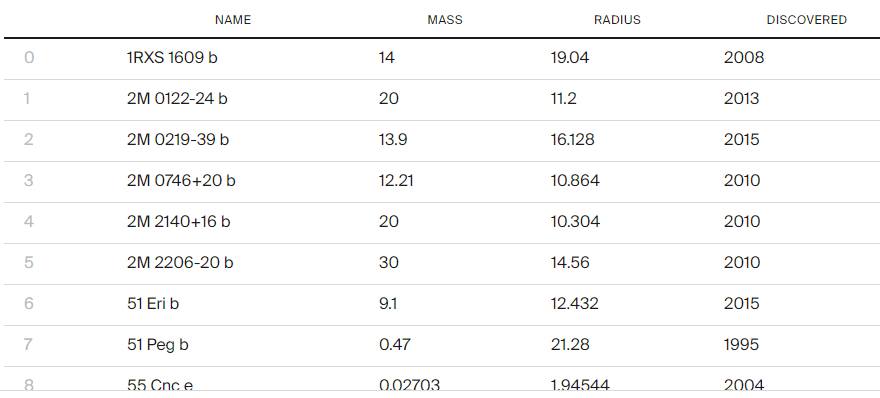 NAME MASS RADIUS DISCOVERED
0 1RXS 1609 b 14 19.04 2008
1 2M 0122-24 b 20 11.2 2013
2 2M 0219-39 b 13.9 16.128 2015
3 2M 0746+20 b 12.21 10.864 2010
4 2M 2140+16 b 20 10.304 2010
5 2M 2206-20 b 30 14.56 2010
6 51 Eri b 9.1 12.432 2015
7 51 Peg b 0.47 21.28 1995
8 55 Cnc e 0.02703 1.94544 2004